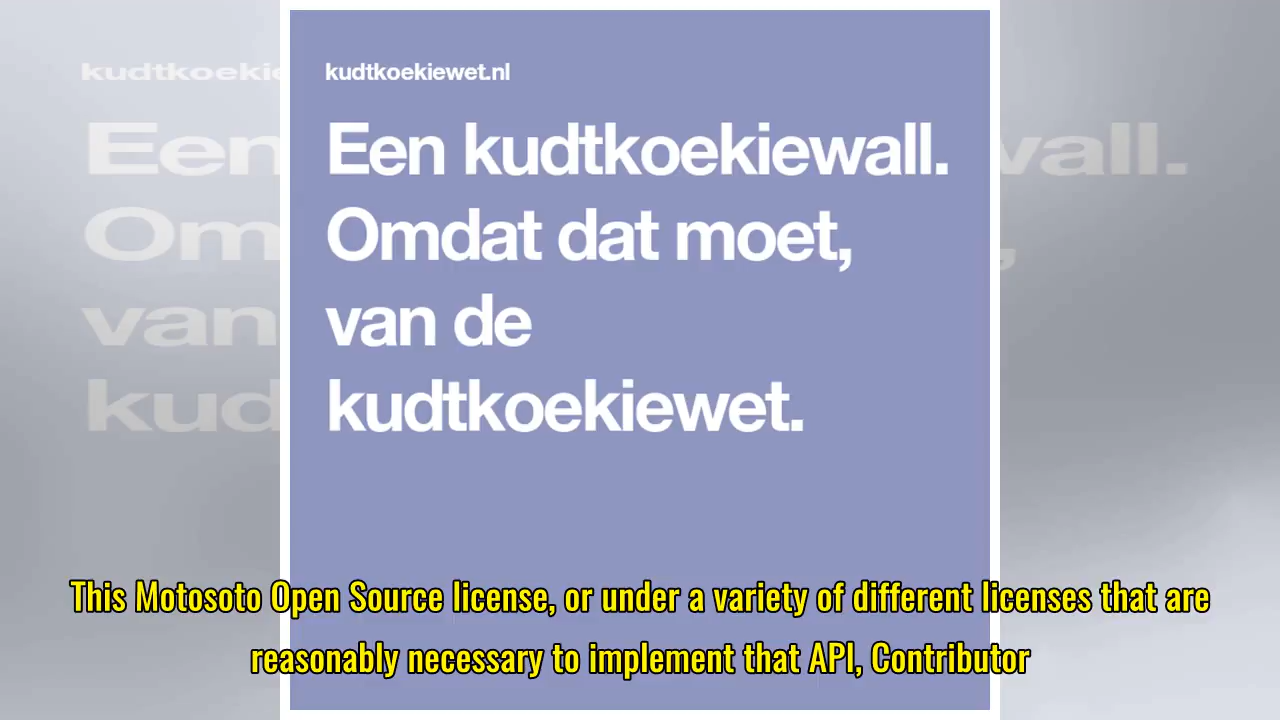 kudtkoekiewet.nl
Een kudtkoekiewall.
Omdat dat moet,
van de
kudtkoekiewet.
This Motosoto Open Source license, or under a variety of different licenses that are
reasonably necessary to implement that API, Contributor